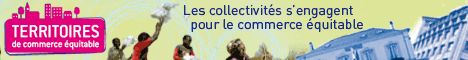 TERRITOIRES
de commerce équitable
Les collectivités s'engagent
pour le commerce équitable